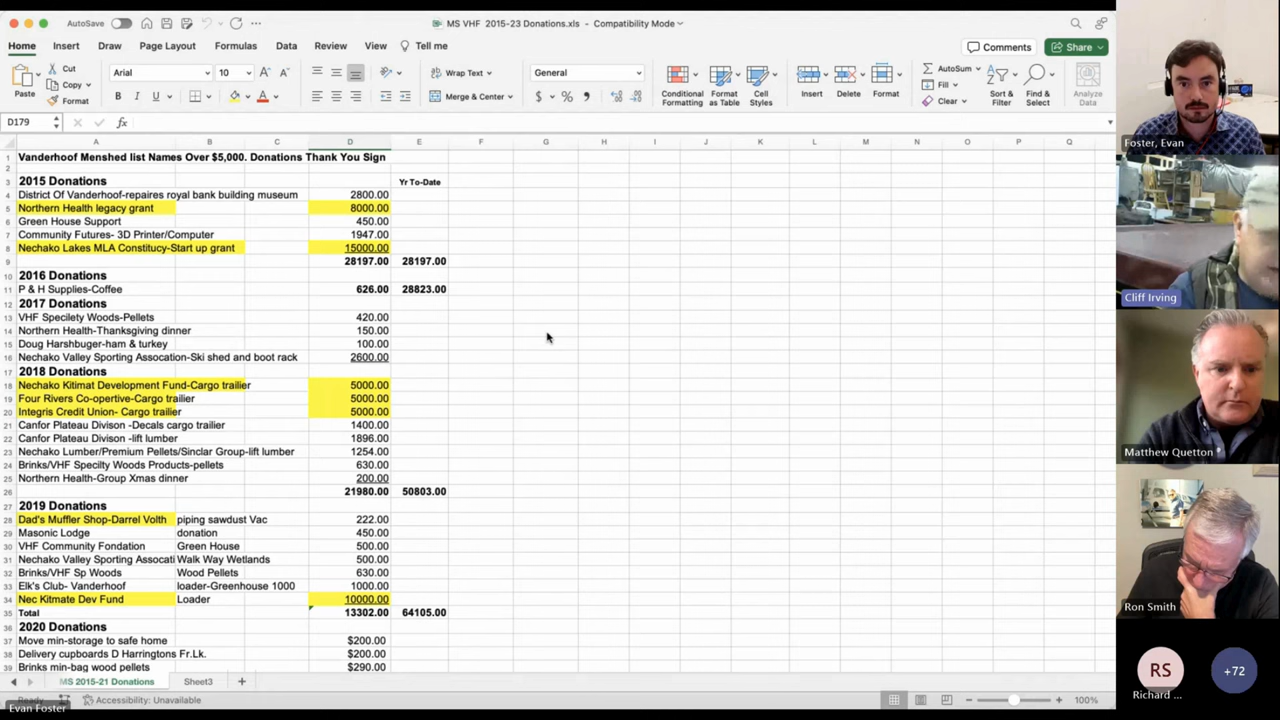 AutoSave
MS VHF 2015-23 Donations.xls - Compatibility Mode
Home Insert Draw Page Layout Formulas Data Review View Tell me
Comments Share
Paste Cut Copy Format
Arial 10
B I U
Wrap Text
Merge & Center
General
$ %
Conditional Formatting
Format as Table
Cell Styles
Insert Delete Format
AutoSum
Fill
Clear
Sort & Filter
Find & Select
Analyze Data
D179 fx
A B C D E F G H I J K L M N O P Q
1 Vanderhoof Menshed list Names Over $5,000. Donations Thank You Sign
2
3 2015 Donations Yr To-Date
4 District Of Vanderhoof-repaires royal bank building museum 2800.00
5 Northern Health legacy grant 8000.00
6 Green House Support 450.00
7 Community Futures- 3D Printer/Computer 1947.00
8 Nechako Lakes MLA Constitucy-Start up grant 15000.00
9 28197.00 28197.00
10 2016 Donations
11 P & H Supplies-Coffee 626.00 28823.00
12 2017 Donations
13 VHF Specilety Woods-Pellets 420.00
14 Northern Health-Thanksgiving dinner 150.00
15 Doug Harshbuger-ham & turkey 100.00
16 Nechako Valley Sporting Assocation-Ski shed and boot rack 2600.00
17 2018 Donations
18 Nechako Kitimat Development Fund-Cargo trailier 5000.00
19 Four Rivers Co-opertive-Cargo trailier 5000.00
20 Integris Credit Union- Cargo trailier 5000.00
21 Canfor Plateau Divison -Decals cargo trailier 1400.00
22 Canfor Plateau Divison -lift lumber 1896.00
23 Nechako Lumber/Premium Pellets/Sinclar Group-lift lumber 1254.00
24 Brinks/VHF Specilty Woods Products-pellets 630.00
25 Northern Health-Group Xmas dinner 200.00
26 21980.00 50803.00
27 2019 Donations
28 Dad's Muffler Shop-Darrel Volth piping sawdust Vac 222.00
29 Masonic Lodge donation 450.00
30 VHF Community Fondation Green House 500.00
31 Nechako Valley Sporting Associati Walk Way Wetlands 500.00
32 Brinks/VHF Sp Woods Wood Pellets 630.00
33 Elk's Club- Vanderhoof loader-Greenhouse 1000 1000.00
34 Nec Kitmate Dev Fund Loader 10000.00
35 Total 13302.00 64105.00
36 2020 Donations
37 Move min-storage to safe home $200.00
38 Delivery cupboards D Harringtons Fr.Lk. $200.00
39 Brinks min-bag wood pellets $290.00
MS 2015-21 Donations Sheet3 +
Ready Accessibility: Unavailable 100%
Evan Foster
Foster, Evan
Cliff Irving
Matthew Quetton
Ron Smith
RS
Richard ...
+72